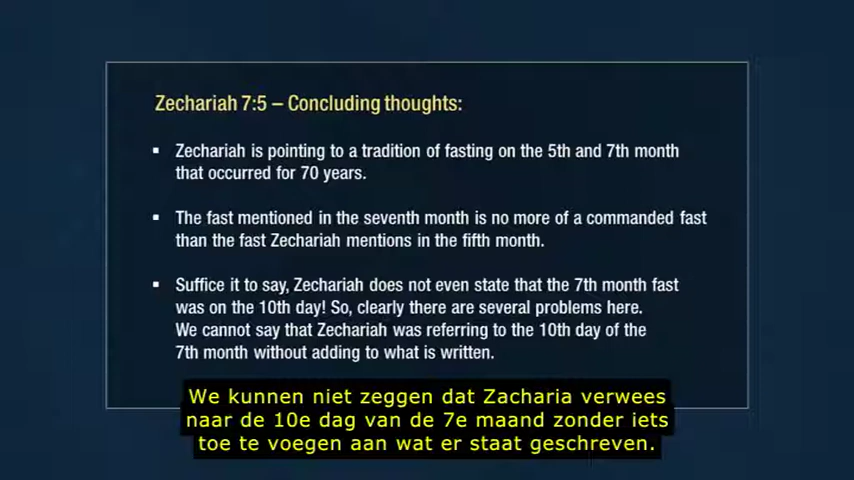 Zechariah 7:5 – Concluding thoughts:
▪ Zechariah is pointing to a tradition of fasting on the 5th and 7th month
that occurred for 70 years.
▪ The fast mentioned in the seventh month is no more of a commanded fast
than the fast Zechariah mentions in the fifth month.
▪ Suffice it to say, Zechariah does not even state that the 7th month fast
was on the 10th day! So, clearly there are several problems here.
We cannot say that Zechariah was referring to the 10th day of the
7th month without adding to what is written.
We kunnen niet zeggen dat Zacharia verwees
naar de 10e dag van de 7e maand zonder iets
toe te voegen aan wat er staat geschreven.